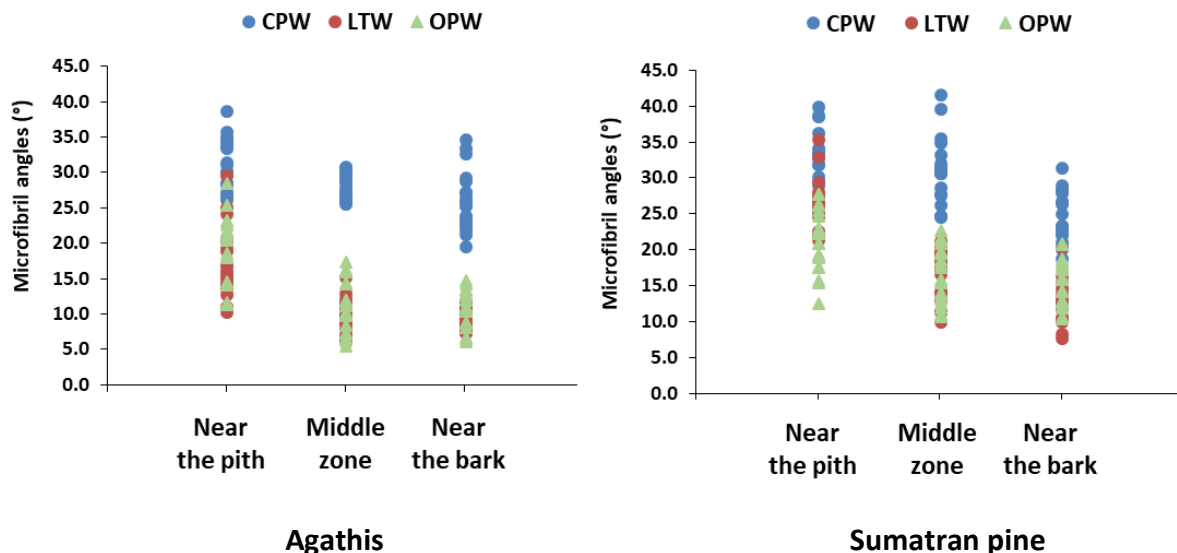 CPW LTW OPW
Microfibril angles (°)
45.0
40.0
35.0
30.0
25.0
20.0
15.0
10.0
5.0
0.0
Near
the pith
Middle
zone
Near
the bark
Agathis
CPW LTW OPW
Microfibril angles (°)
45.0
40.0
35.0
30.0
25.0
20.0
15.0
10.0
5.0
0.0
Near
the pith
Middle
zone
Near
the bark
Sumatran pine